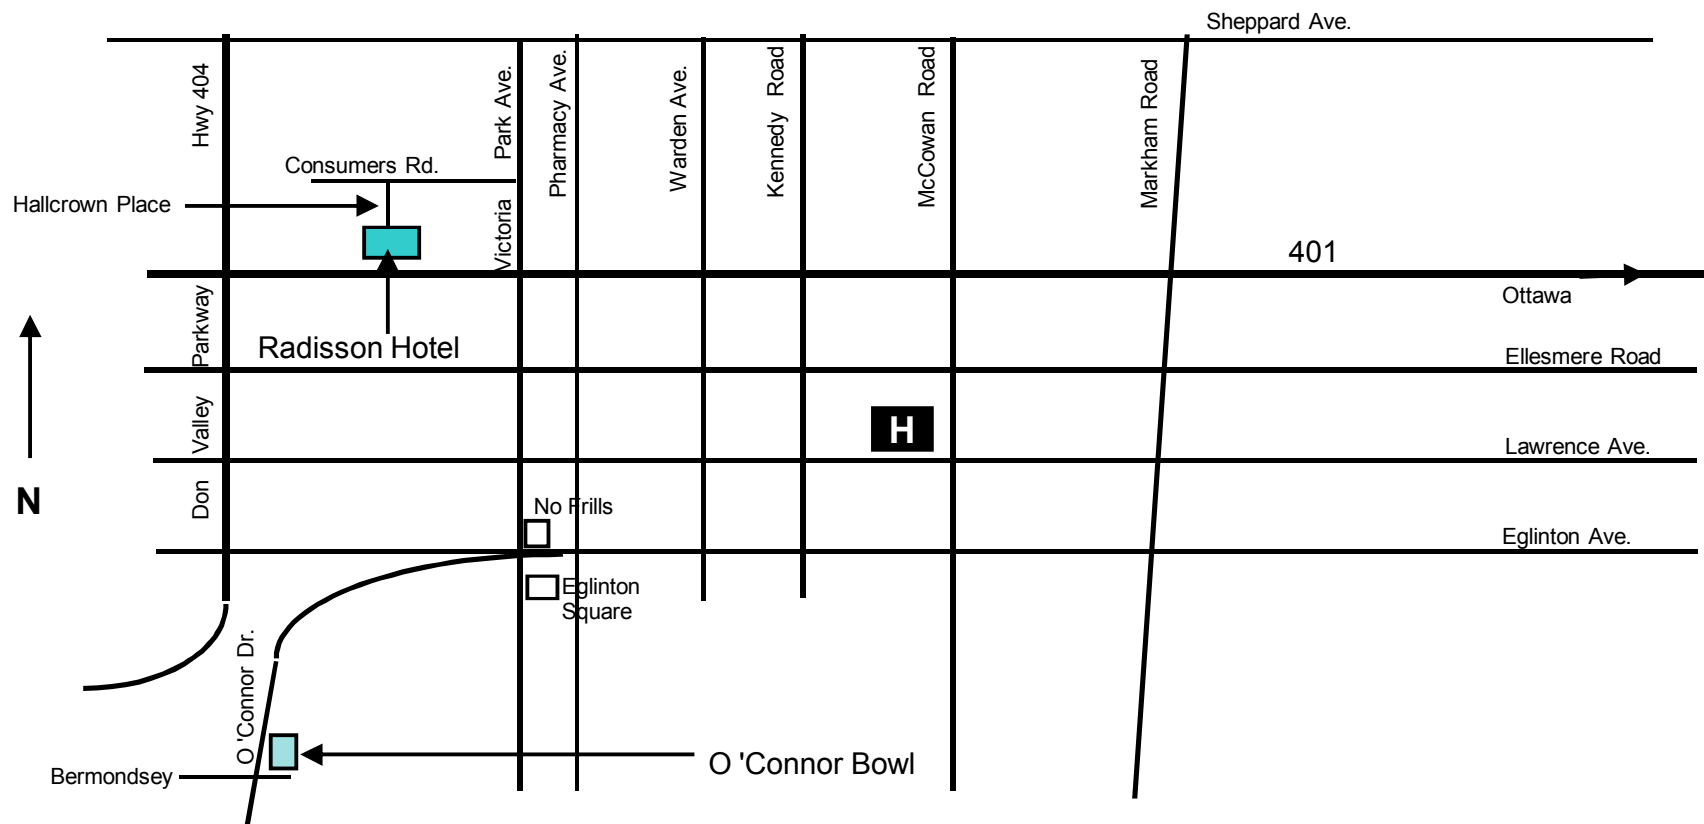 Sheppard Ave.
Hwy 404
Victoria Park Ave.
Pharmacy Ave.
Warden Ave.
Kennedy Road
McCowan Road
Markham Road
Consumers Rd.
Hallcrown Place
401
Ottawa
Don Valley Parkway
Radisson Hotel
Ellesmere Road
H
Lawrence Ave.
N
No Frills
Eglinton Ave.
Eglinton
Square
O 'Connor Dr.
O 'Connor Bowl
Bermondsey